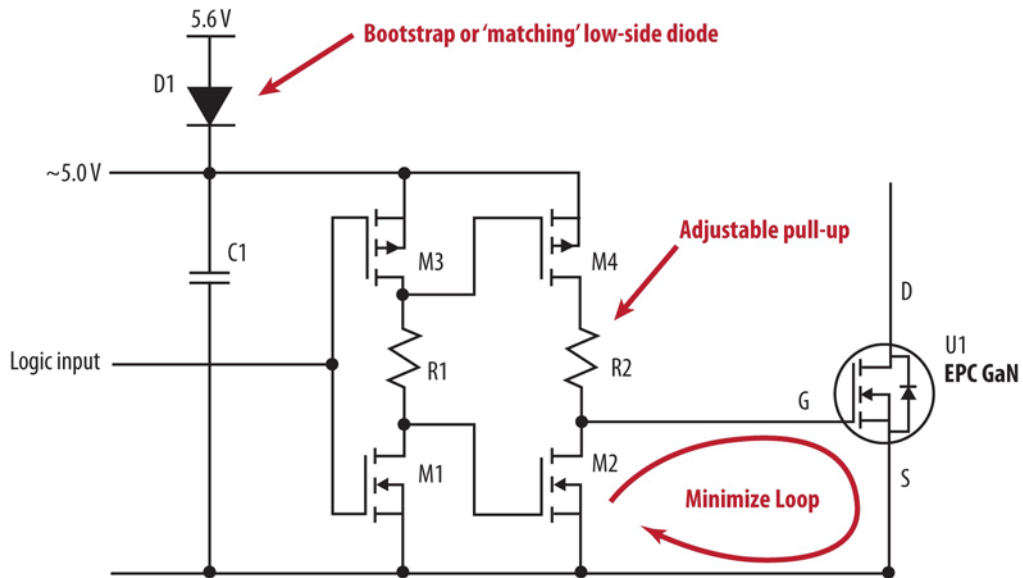 5.6 V
Bootstrap or 'matching' low-side diode
D1
~5.0 V
C1
M3
M4
Adjustable pull-up
D
Logic input
R1
R2
U1
EPC GaN
G
M1
M2
Minimize Loop
S